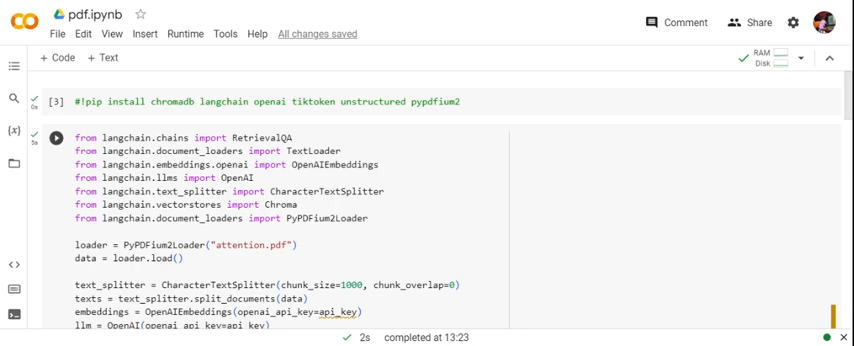 pdf.ipynb
File Edit View Insert Runtime Tools Help All changes saved
Comment Share
+ Code + Text
RAM
Disk
0s
[3] #!pip install chromadb langchain openai tiktoken unstructured pypdfium2
{x}
5s
from langchain.chains import RetrievalQA
from langchain.document_loaders import TextLoader
from langchain.embeddings.openai import OpenAIEmbeddings
from langchain.llms import OpenAI
from langchain.text_splitter import CharacterTextSplitter
from langchain.vectorstores import Chroma
from langchain.document_loaders import PyPDFium2Loader
loader = PyPDFium2Loader("attention.pdf")
data = loader.load()
text_splitter = CharacterTextSplitter(chunk_size=1000, chunk_overlap=0)
texts = text_splitter.split_documents(data)
embeddings = OpenAIEmbeddings(openai_api_key=api_key)
llm = OpenAI(openai_api_key=api_key)
2s completed at 13:23